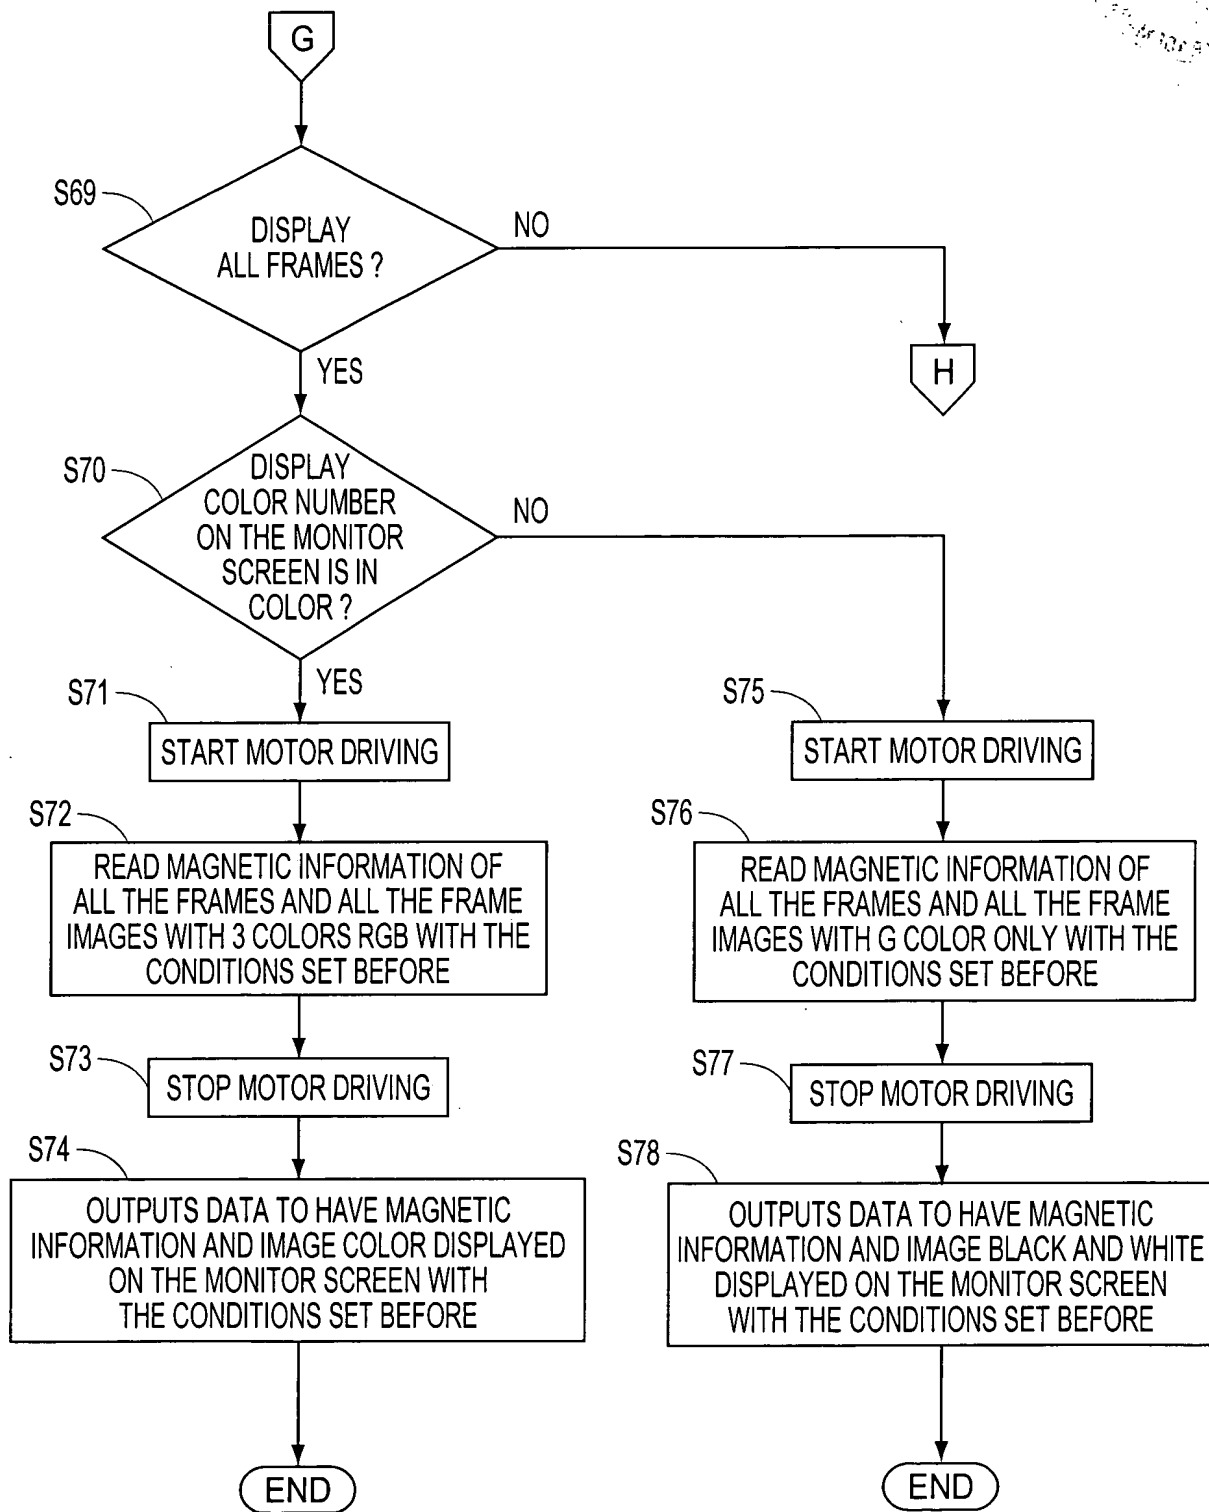 G
S69
DISPLAY
ALL FRAMES ?
NO
YES
H
S70
DISPLAY
COLOR NUMBER
ON THE MONITOR
SCREEN IS IN
COLOR ?
NO
YES
S71
START MOTOR DRIVING
S72
READ MAGNETIC INFORMATION OF
ALL THE FRAMES AND ALL THE FRAME
IMAGES WITH 3 COLORS RGB WITH THE
CONDITIONS SET BEFORE
S73
STOP MOTOR DRIVING
S74
OUTPUTS DATA TO HAVE MAGNETIC
INFORMATION AND IMAGE COLOR DISPLAYED
ON THE MONITOR SCREEN WITH
THE CONDITIONS SET BEFORE
END
S75
START MOTOR DRIVING
S76
READ MAGNETIC INFORMATION OF
ALL THE FRAMES AND ALL THE FRAME
IMAGES WITH G COLOR ONLY WITH THE
CONDITIONS SET BEFORE
S77
STOP MOTOR DRIVING
S78
OUTPUTS DATA TO HAVE MAGNETIC
INFORMATION AND IMAGE BLACK AND WHITE
DISPLAYED ON THE MONITOR SCREEN
WITH THE CONDITIONS SET BEFORE
END